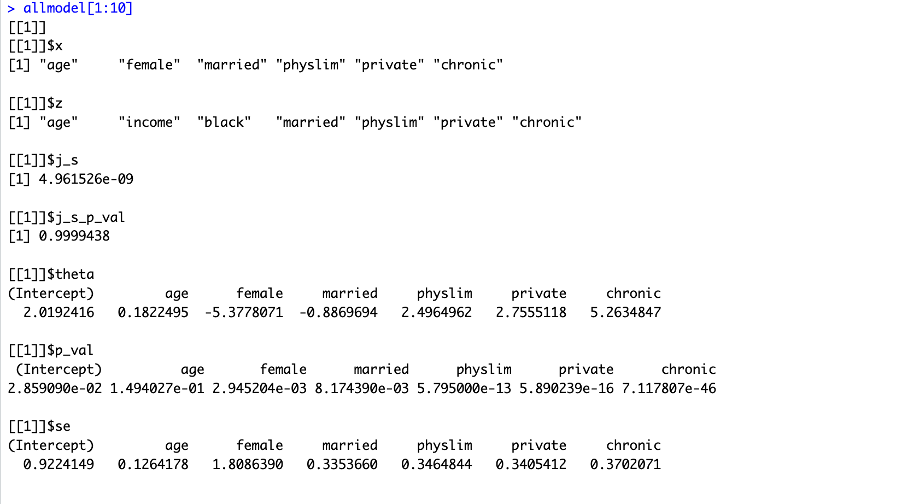 > allmodel[1:10]
[[1]]
[[1]]$x
[1] "age"     "female"  "married" "physlim" "private" "chronic"
[[1]]$z
[1] "age"     "income"  "black"   "married" "physlim" "private" "chronic"
[[1]]$j_s
[1] 4.961526e-09
[[1]]$j_s_p_val
[1] 0.9999438
[[1]]$theta
(Intercept)         age      female     married     physlim     private     chronic
  2.0192416   0.1822495  -5.3778071  -0.8869694   2.4964962   2.7555118   5.2634847
[[1]]$p_val
 (Intercept)          age       female      married      physlim      private      chronic
2.859090e-02 1.494027e-01 2.945204e-03 8.174390e-03 5.795000e-13 5.890239e-16 7.117807e-46
[[1]]$se
(Intercept)         age      female     married     physlim     private     chronic
  0.9224149   0.1264178   1.8086390   0.3353660   0.3464844   0.3405412   0.3702071